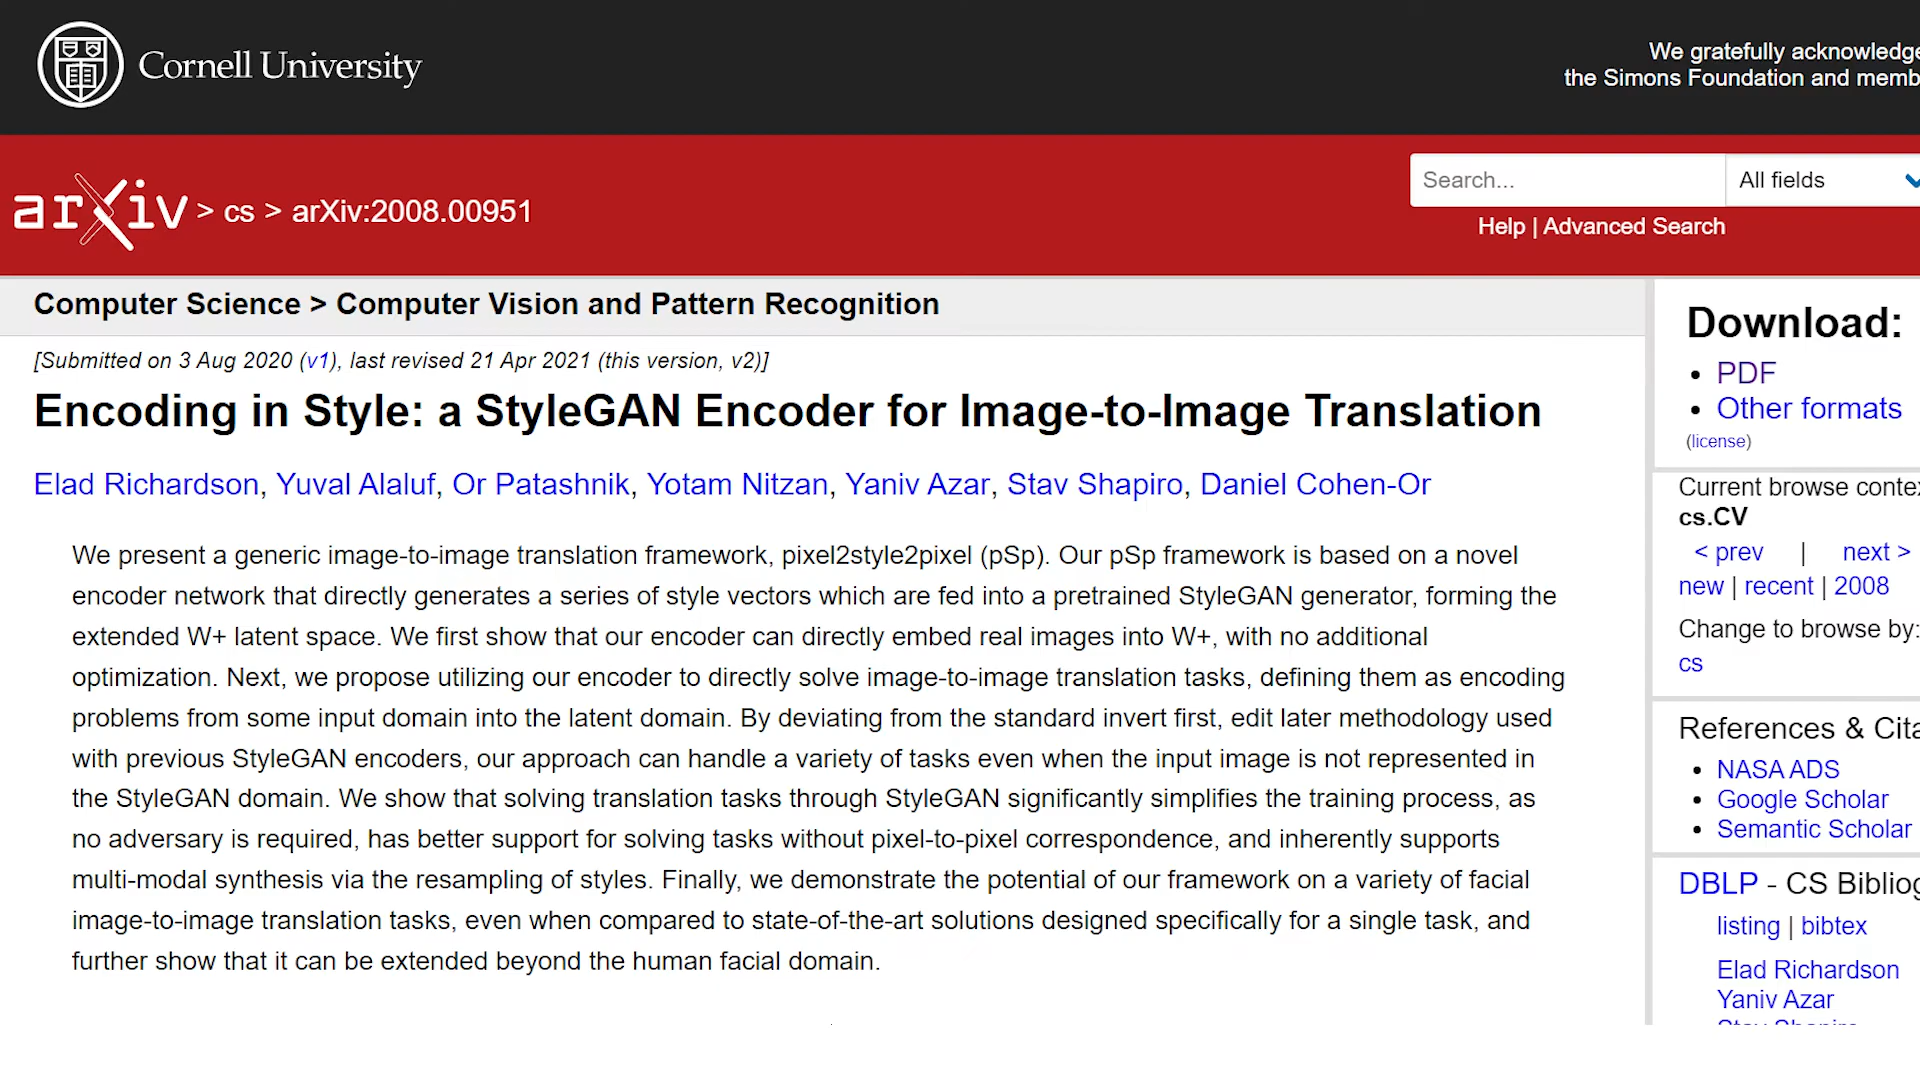 Cornell University
We gratefully acknowledge
the Simons Foundation and memb
arXiv > cs > arXiv:2008.00951
Search...
All fields
Help | Advanced Search
Computer Science > Computer Vision and Pattern Recognition
[Submitted on 3 Aug 2020 (v1), last revised 21 Apr 2021 (this version, v2)]
Encoding in Style: a StyleGAN Encoder for Image-to-Image Translation
Elad Richardson, Yuval Alaluf, Or Patashnik, Yotam Nitzan, Yaniv Azar, Stav Shapiro, Daniel Cohen-Or
We present a generic image-to-image translation framework, pixel2style2pixel (pSp). Our pSp framework is based on a novel
encoder network that directly generates a series of style vectors which are fed into a pretrained StyleGAN generator, forming the
extended W+ latent space. We first show that our encoder can directly embed real images into W+, with no additional
optimization. Next, we propose utilizing our encoder to directly solve image-to-image translation tasks, defining them as encoding
problems from some input domain into the latent domain. By deviating from the standard invert first, edit later methodology used
with previous StyleGAN encoders, our approach can handle a variety of tasks even when the input image is not represented in
the StyleGAN domain. We show that solving translation tasks through StyleGAN significantly simplifies the training process, as
no adversary is required, has better support for solving tasks without pixel-to-pixel correspondence, and inherently supports
multi-modal synthesis via the resampling of styles. Finally, we demonstrate the potential of our framework on a variety of facial
image-to-image translation tasks, even when compared to state-of-the-art solutions designed specifically for a single task, and
further show that it can be extended beyond the human facial domain.
Download:
PDF
Other formats
(license)
Current browse contex
cs.CV
< prev | next >
new | recent | 2008
Change to browse by:
cs
References & Cita
NASA ADS
Google Scholar
Semantic Scholar
DBLP - CS Bibliog
listing | bibtex
Elad Richardson
Yaniv Azar